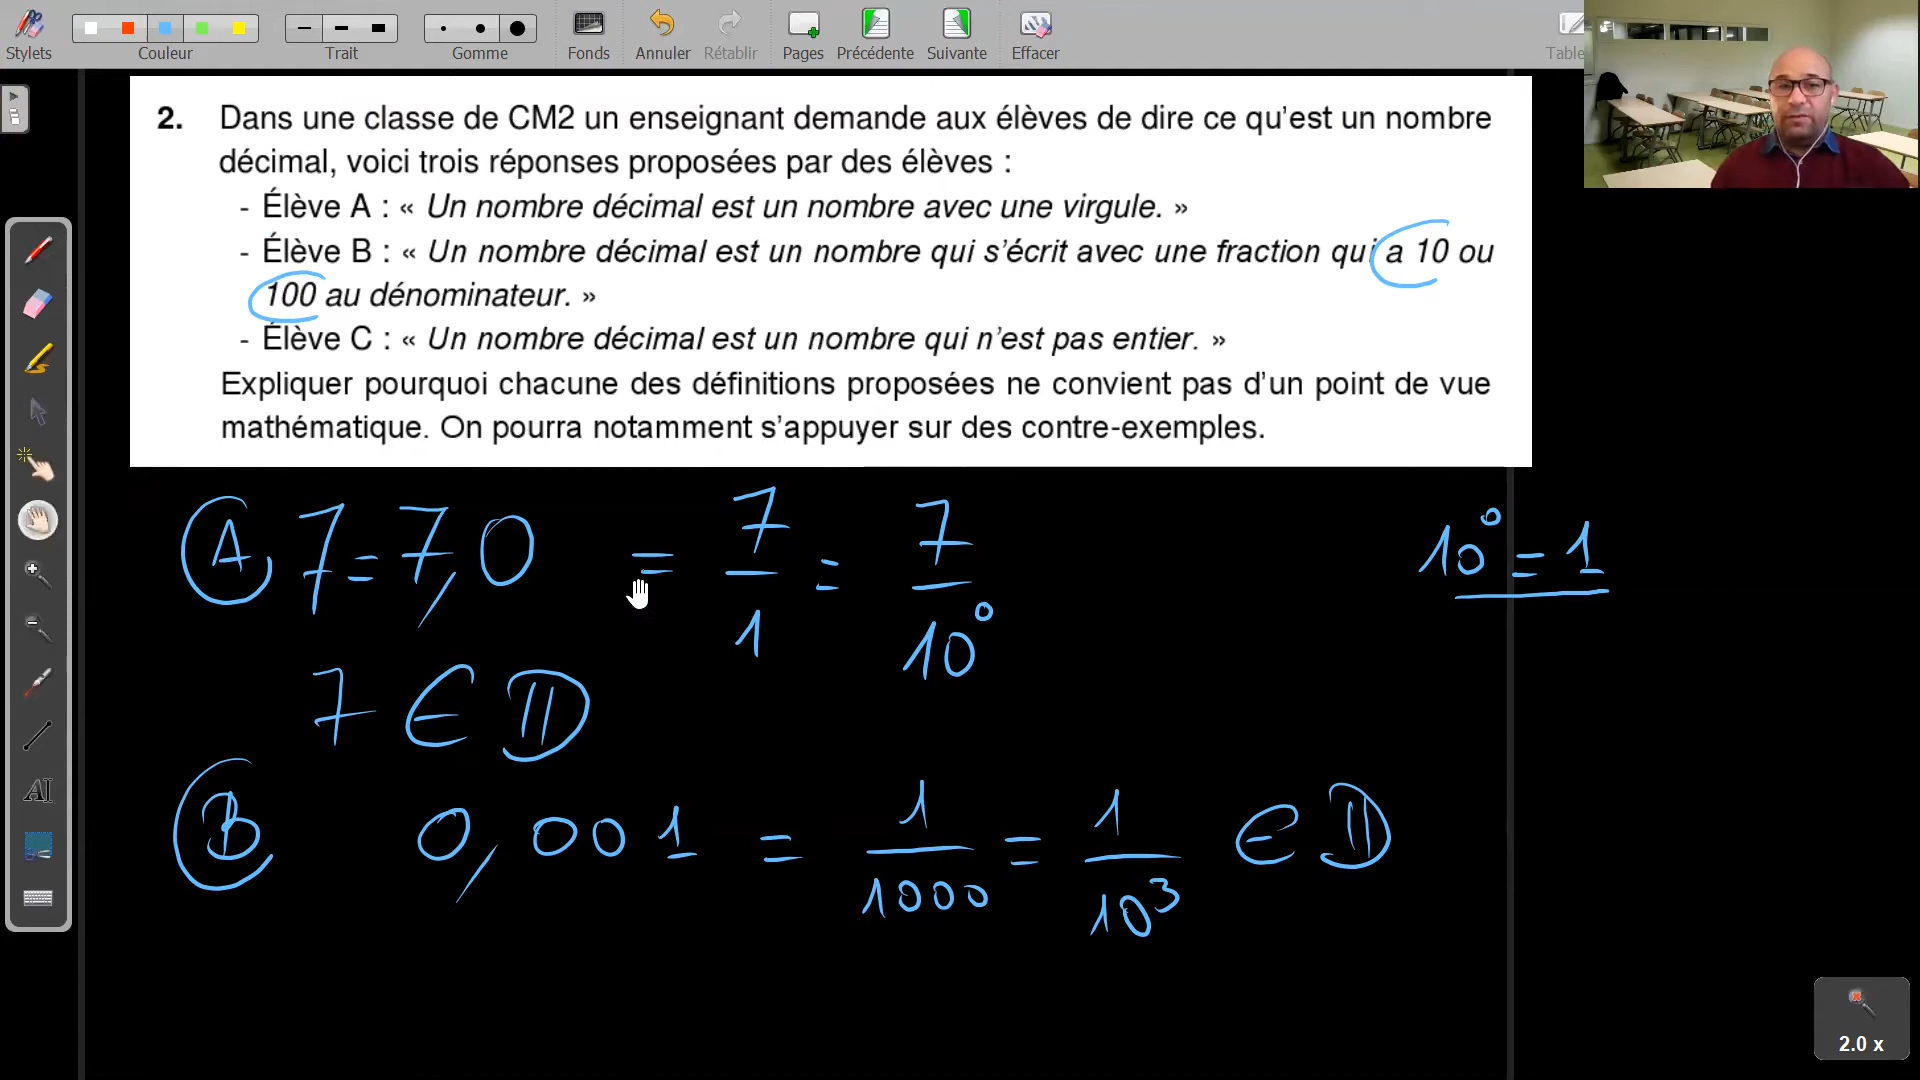 Stylets Couleur Trait Gomme Fonds Annuler Rétablir Pages Précédente Suivante Effacer
2. Dans une classe de CM2 un enseignant demande aux élèves de dire ce qu'est un nombre
décimal, voici trois réponses proposées par des élèves :
- Élève A : « Un nombre décimal est un nombre avec une virgule. »
- Élève B : « Un nombre décimal est un nombre qui s'écrit avec une fraction qui a 10 ou
100 au dénominateur. »
- Élève C : « Un nombre décimal est un nombre qui n'est pas entier. »
Expliquer pourquoi chacune des définitions proposées ne convient pas d'un point de vue
mathématique. On pourra notamment s'appuyer sur des contre-exemples.
A 7 = 7,0 = 7/1 = 7/10⁰ 10⁰ = 1
7 ∈ 𝔻
B 0,001 = 1/1000 = 1/10³ ∈ 𝔻
2.0 x